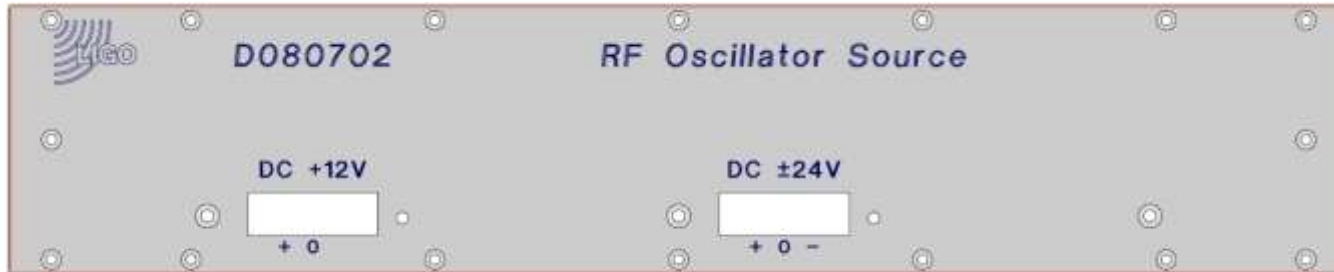 LIGO
D080702
RF Oscillator Source
DC +12V
DC ±24V
+ 0
+ 0 -